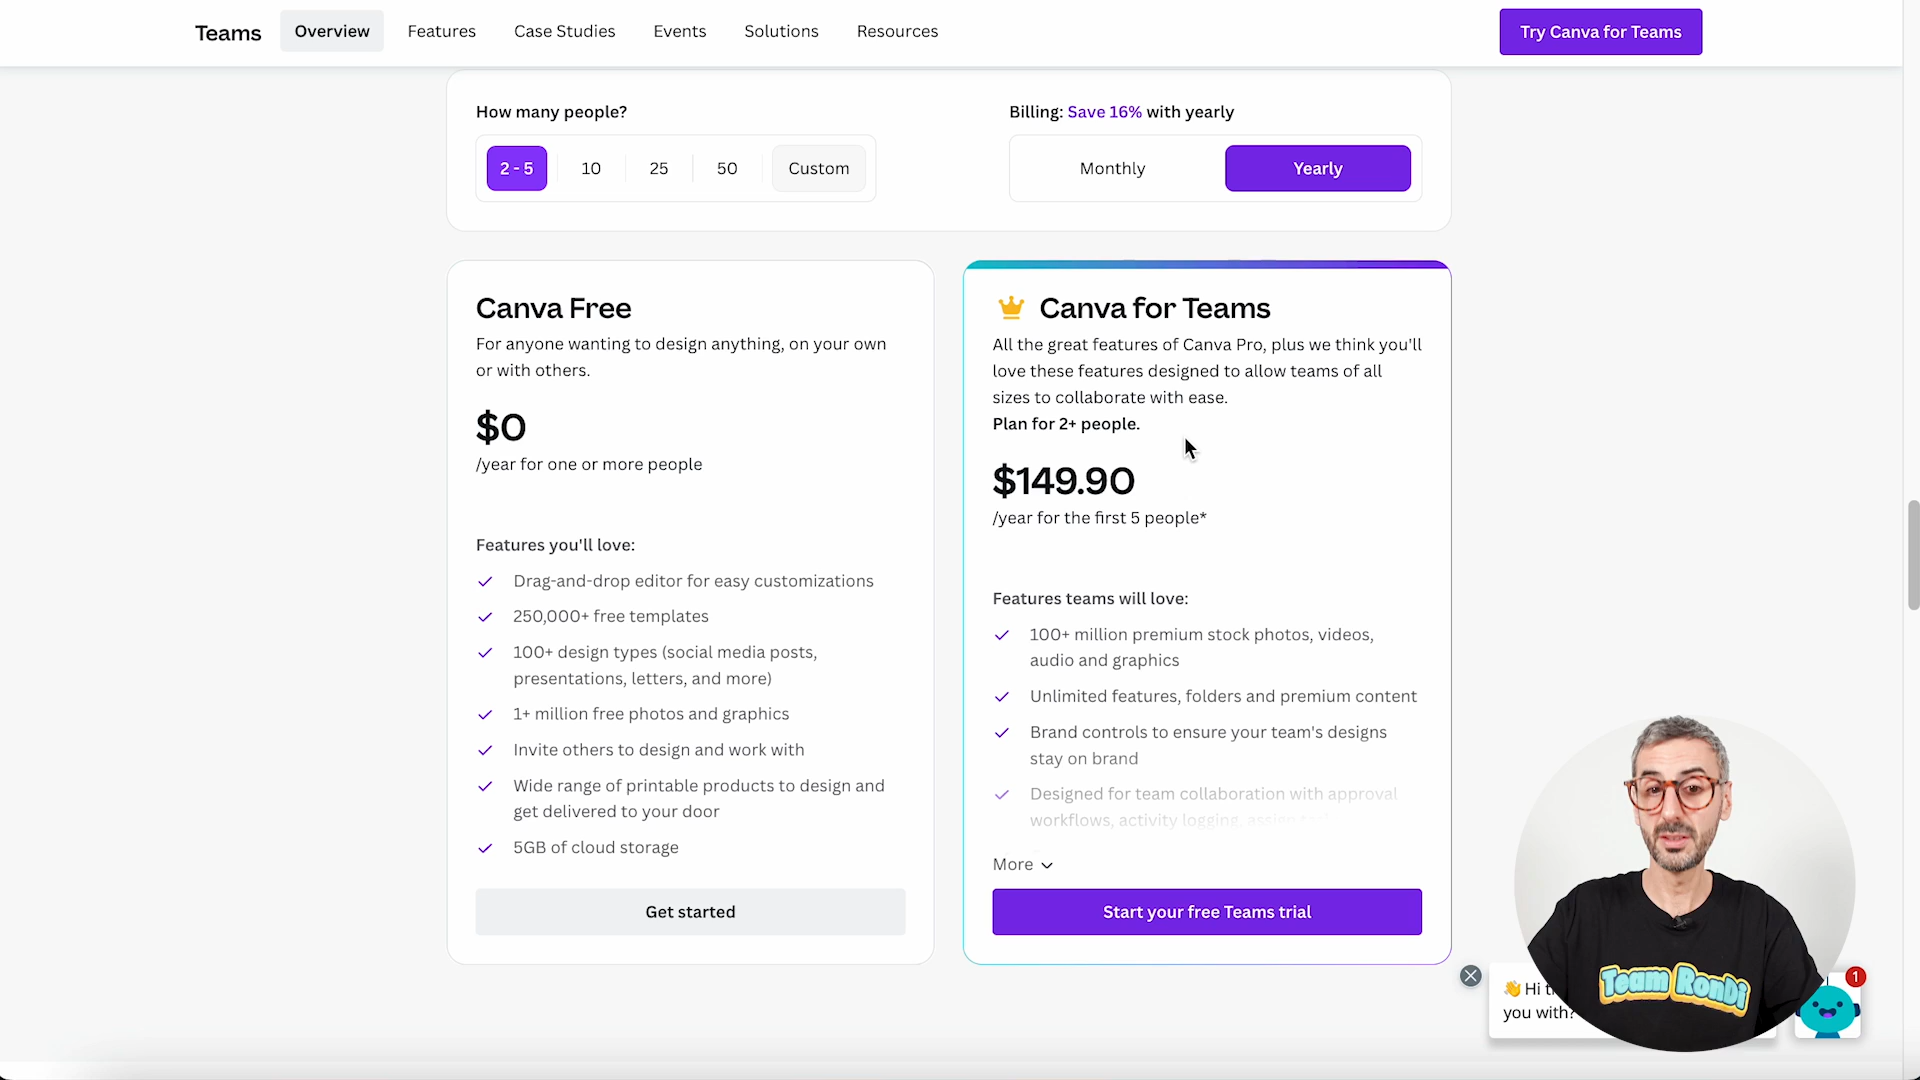 Teams
Overview
Features
Case Studies
Events
Solutions
Resources
Try Canva for Teams
How many people?
2 - 5
10
25
50
Custom
Billing: Save 16% with yearly
Monthly
Yearly
Canva Free
For anyone wanting to design anything, on your own
or with others.
$0
/year for one or more people
Features you'll love:
Drag-and-drop editor for easy customizations
250,000+ free templates
100+ design types (social media posts,
presentations, letters, and more)
1+ million free photos and graphics
Invite others to design and work with
Wide range of printable products to design and
get delivered to your door
5GB of cloud storage
Get started
Canva for Teams
All the great features of Canva Pro, plus we think you'll
love these features designed to allow teams of all
sizes to collaborate with ease.
Plan for 2+ people.
$149.90
/year for the first 5 people*
Features teams will love:
100+ million premium stock photos, videos,
audio and graphics
Unlimited features, folders and premium content
Brand controls to ensure your team's designs
stay on brand
Designed for team collaboration with approval
workflows, activity logging, assign
More
Start your free Teams trial
Hi
you with?
1
Team RonDi